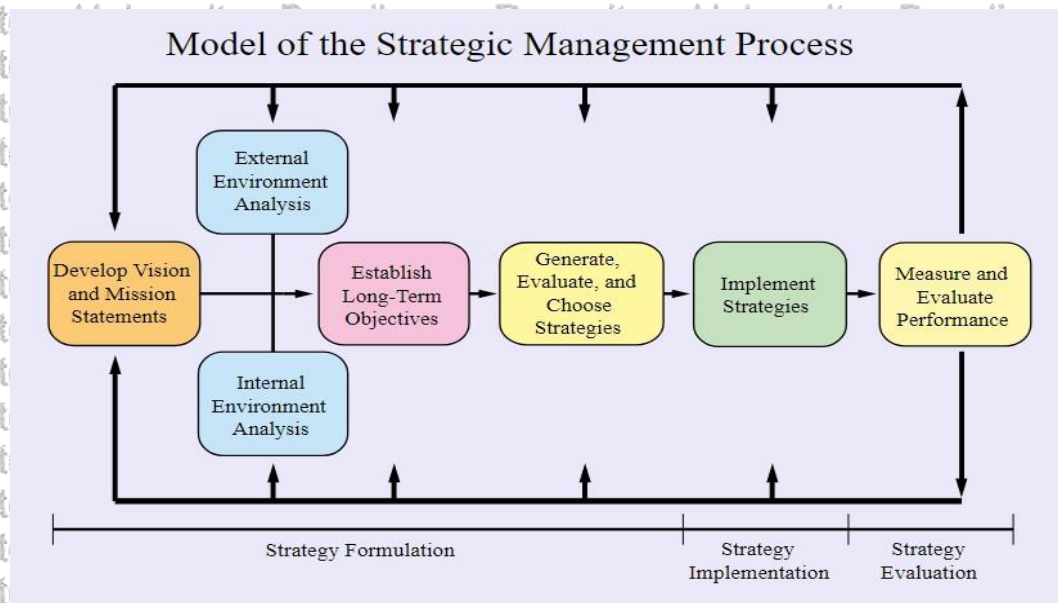 Model of the Strategic Management Process
External
Environment
Analysis
Develop Vision
and Mission
Statements
Internal
Environment
Analysis
Establish
Long-Term
Objectives
Generate,
Evaluate, and
Choose
Strategies
Implement
Strategies
Measure and
Evaluate
Performance
Strategy Formulation
Strategy
Implementation
Strategy
Evaluation